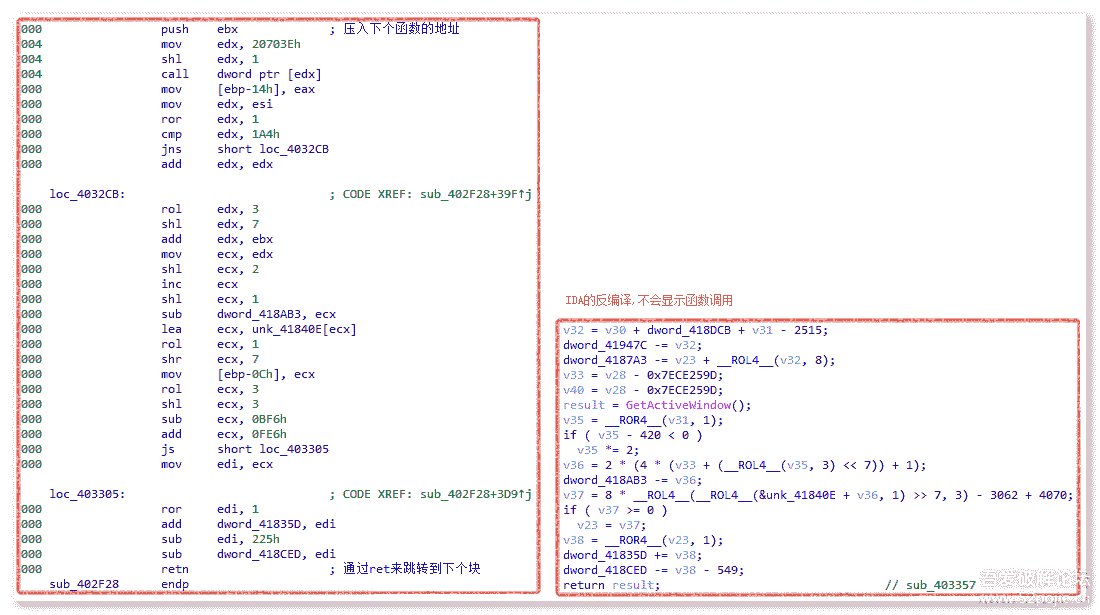 000 push ebx ; 压入下个函数的地址
004 mov edx, 20703Eh
004 shl edx, 1
004 call dword ptr [edx]
000 mov [ebp-14h], eax
000 mov edx, esi
000 ror edx, 1
000 cmp edx, 1A4h
000 jns short loc_4032CB
000 add edx, edx
loc_4032CB: ; CODE XREF: sub_402F28+39F↑j
000 rol edx, 3
000 shl edx, 7
000 add edx, ebx
000 mov ecx, edx
000 shl ecx, 2
000 inc ecx
000 shl ecx, 1
000 sub dword_418AB3, ecx
000 lea ecx, unk_41840E[ecx]
000 rol ecx, 1
000 shr ecx, 7
000 mov [ebp-0Ch], ecx
000 rol ecx, 3
000 shl ecx, 3
000 sub ecx, 0BF6h
000 add ecx, 0FE6h
000 js short loc_403305
000 mov edi, ecx
loc_403305: ; CODE XREF: sub_402F28+3D9↑j
000 ror edi, 1
000 add dword_41835D, edi
000 sub edi, 225h
000 sub dword_418CED, edi
000 retn ; 通过ret来跳转到下个块
sub_402F28 endp
IDA的反编译,不会显示函数调用
v32 = v30 + dword_418DCB + v31 - 2515;
dword_41947C -= v32;
dword_4187A3 -= v23 + __ROL4__(v32, 8);
v33 = v28 - 0x7ECE259D;
v40 = v28 - 0x7ECE259D;
result = GetActiveWindow();
v35 = __ROR4__(v31, 1);
if ( v35 - 420 < 0 )
v35 *= 2;
v36 = 2 * (4 * (v33 + (__ROL4__(v35, 3) << 7)) + 1);
dword_418AB3 -= v36;
v37 = 8 * __ROL4__(__ROL4__(&unk_41840E + v36, 1) >> 7, 3) - 3062 + 4070;
if ( v37 >= 0 )
v23 = v37;
v38 = __ROR4__(v23, 1);
dword_41835D += v38;
dword_418CED -= v38 - 549;
return result; // sub_403357
吾爱破解论坛
www.52pojie.cn